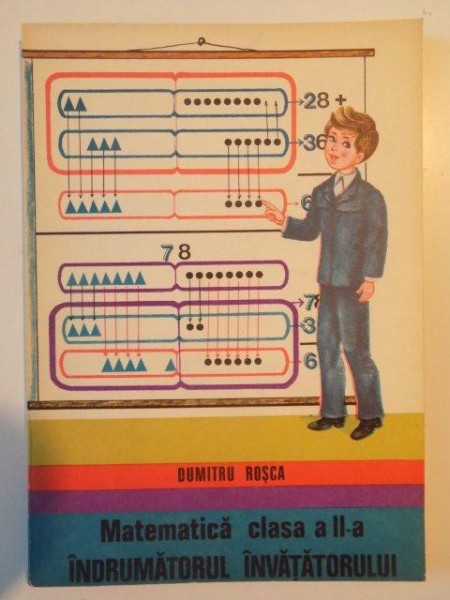 28 +
36
6
78
7
3
6
DUMITRU ROȘCA
Matematică clasa a II-a
ÎNDRUMĂTORUL ÎNVĂȚĂTORULUI